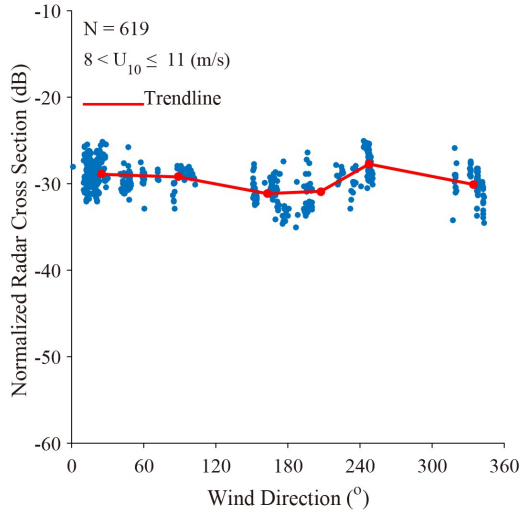 N = 619
8 < U10 ≤ 11 (m/s)
Trendline
Normalized Radar Cross Section (dB)
-10
-20
-30
-40
-50
-60
0 60 120 180 240 300 360
Wind Direction (o)